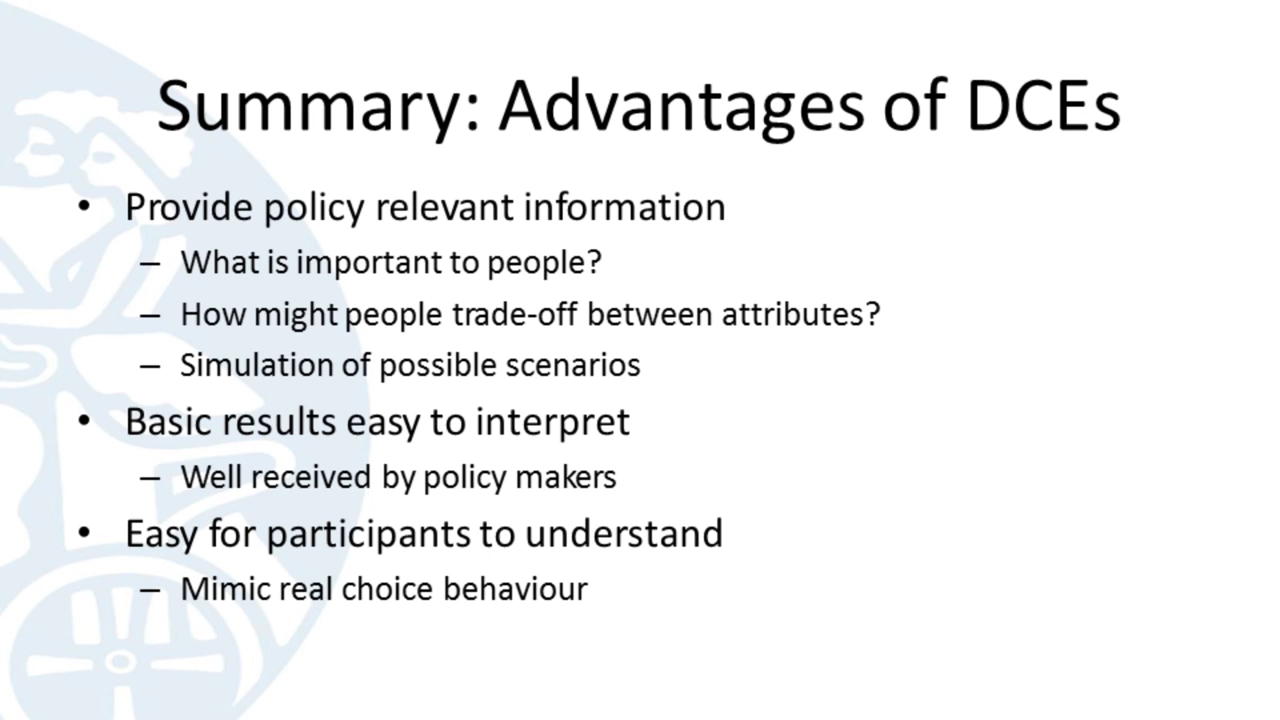 Summary: Advantages of DCEs
• Provide policy relevant information
– What is important to people?
– How might people trade-off between attributes?
– Simulation of possible scenarios
• Basic results easy to interpret
– Well received by policy makers
• Easy for participants to understand
– Mimic real choice behaviour